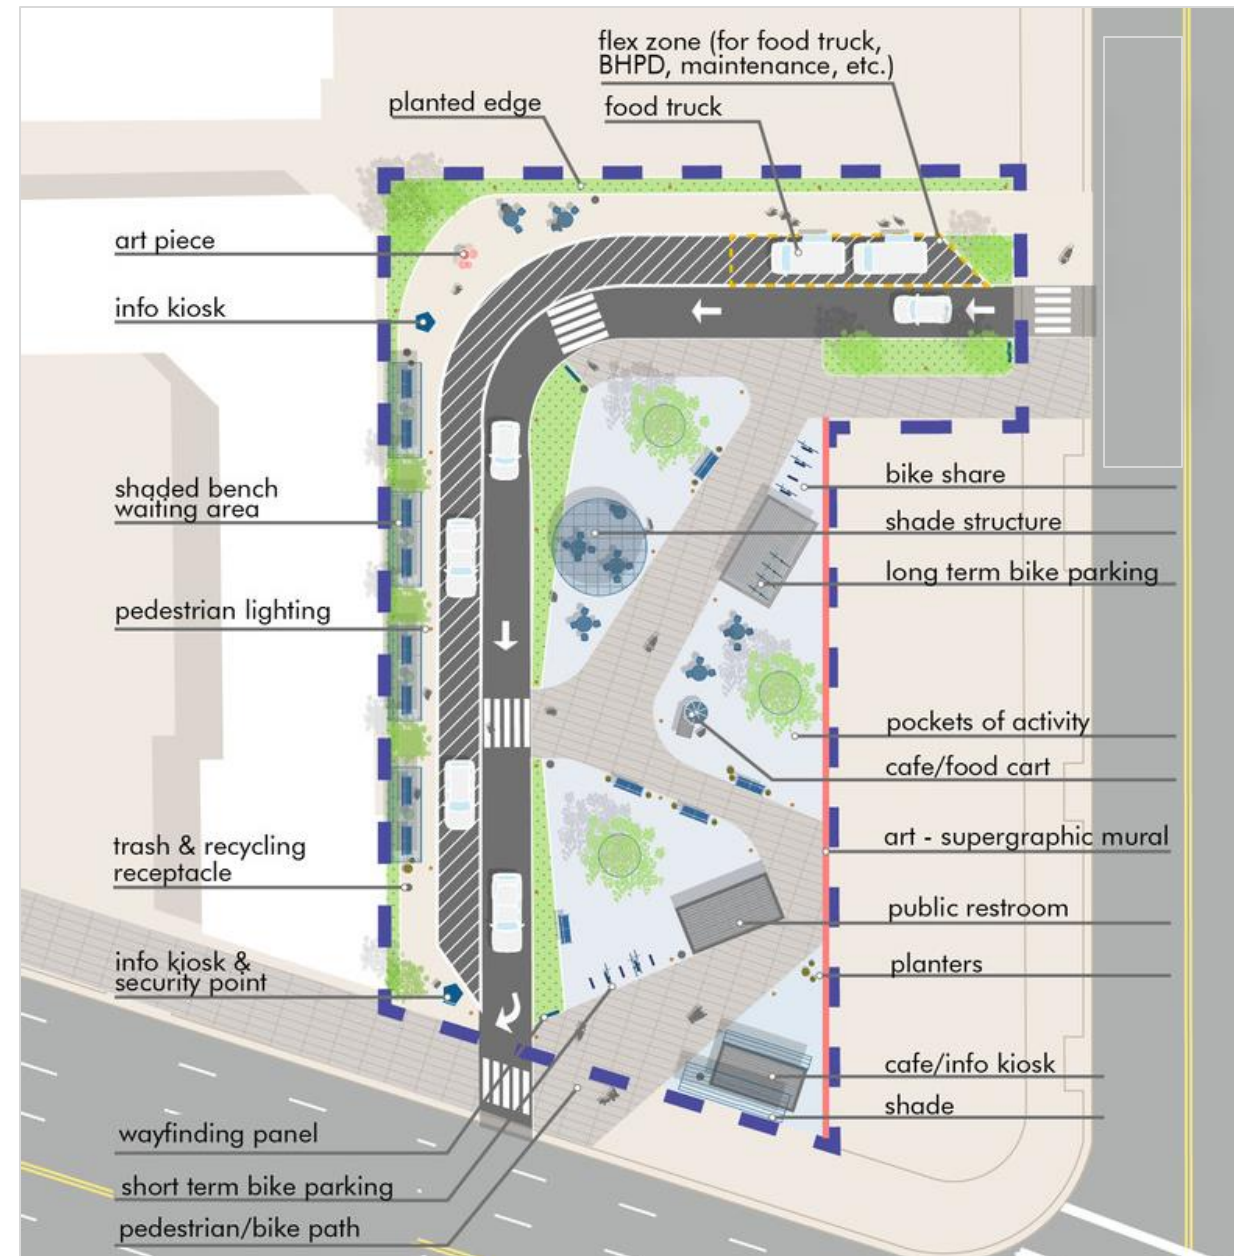 flex zone (for food truck,
BHPD, maintenance, etc.)
planted edge
food truck
art piece
info kiosk
shaded bench
waiting area
pedestrian lighting
trash & recycling
receptacle
info kiosk &
security point
wayfinding panel
short term bike parking
pedestrian/bike path
bike share
shade structure
long term bike parking
pockets of activity
cafe/food cart
art - supergraphic mural
public restroom
planters
cafe/info kiosk
shade